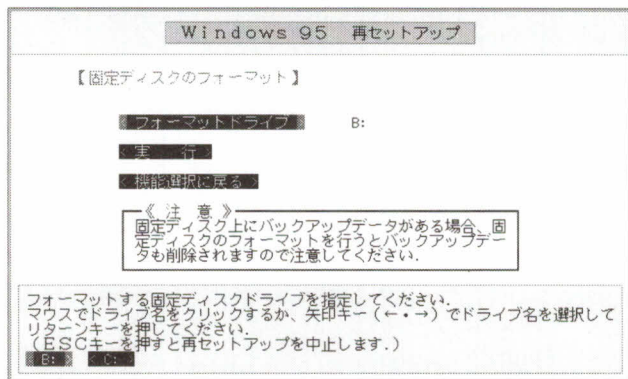 Windows 95 再セットアップ
【固定ディスクのフォーマット】
フォーマットドライブ B:
実 行
機能選択に戻る
《 注 意 》
固定ディスク上にバックアップデータがある場合、固
定ディスクのフォーマットを行うとバックアップデー
タも削除されますので注意してください.
フォーマットする固定ディスクドライブを指定してください.
マウスでドライブ名をクリックするか、矢印キー(←・→)でドライブ名を選択して
リターンキーを押してください.
(ESCキーを押すと再セットアップを中止します.)
B: C: